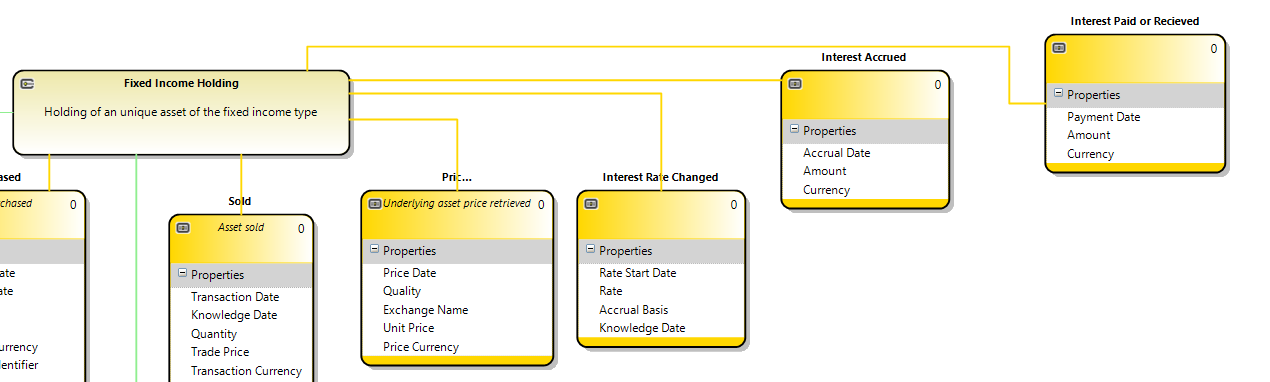 Interest Paid or Recieved
0
Properties
Payment Date
Amount
Currency
Interest Accrued
0
Properties
Accrual Date
Amount
Currency
Fixed Income Holding
Holding of an unique asset of the fixed income type
ased
chased 0
ate
ate
urrency
lentifier
Sold
Asset sold 0
Properties
Transaction Date
Knowledge Date
Quantity
Trade Price
Transaction Currency
Pric...
Underlying asset price retrieved 0
Properties
Price Date
Quality
Exchange Name
Unit Price
Price Currency
Interest Rate Changed
0
Properties
Rate Start Date
Rate
Accrual Basis
Knowledge Date